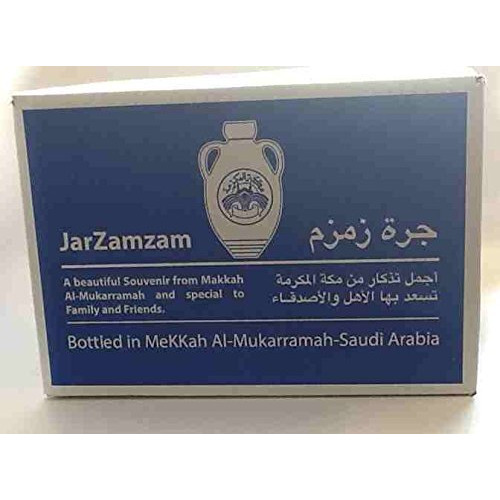 JarZamzam
جرة زمزم
A beautiful Souvenir from Makkah
Al-Mukarramah and special to
Family and Friends.
اجمل تذكار من مكة المكرمة
تسعد بها الأهل والأصدقاء
Bottled in MeKKah Al-Mukarramah-Saudi Arabia